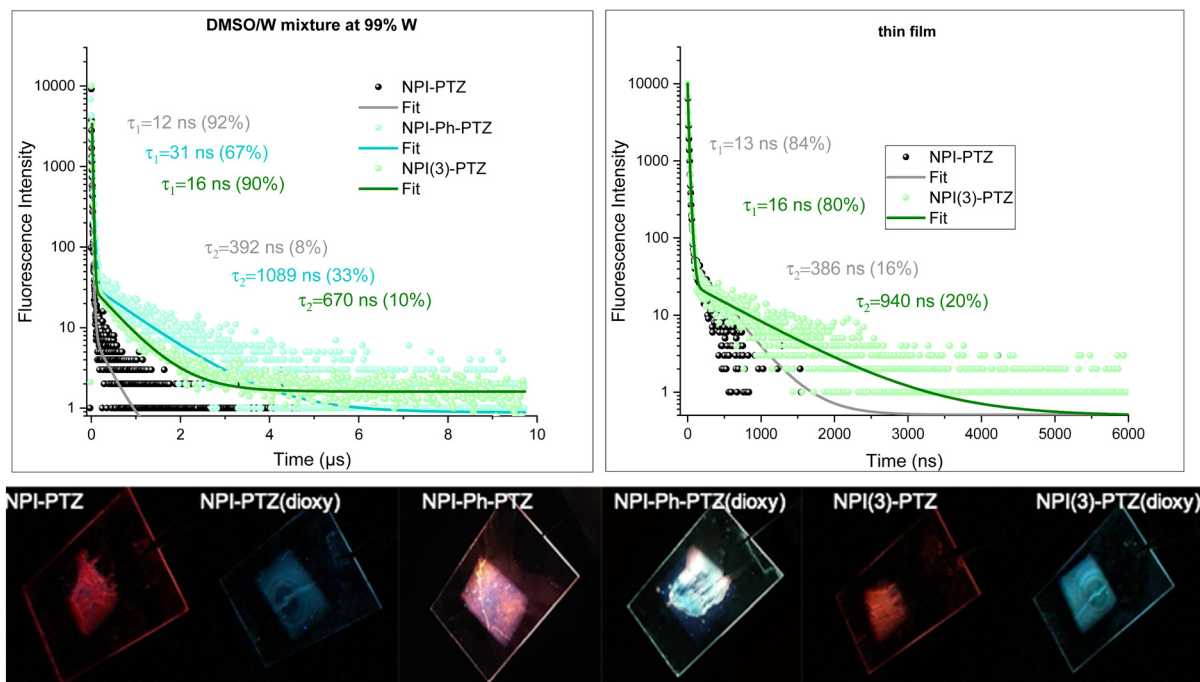 DMSO/W mixture at 99% W
Fluorescence Intensity
10000
1000
100
10
1
NPI-PTZ
Fit
NPI-Ph-PTZ
Fit
NPI(3)-PTZ
Fit
τ1=12 ns (92%)
τ1=31 ns (67%)
τ1=16 ns (90%)
τ2=392 ns (8%)
τ2=1089 ns (33%)
τ2=670 ns (10%)
0 2 4 6 8 10
Time (µs)
thin film
Fluorescence Intensity
10000
1000
100
10
1
τ1=13 ns (84%)
NPI-PTZ
Fit
NPI(3)-PTZ
Fit
τ1=16 ns (80%)
τ2=386 ns (16%)
τ2=940 ns (20%)
0 1000 2000 3000 4000 5000 6000
Time (ns)
NPI-PTZ NPI-PTZ(dioxy) NPI-Ph-PTZ NPI-Ph-PTZ(dioxy) NPI(3)-PTZ NPI(3)-PTZ(dioxy)